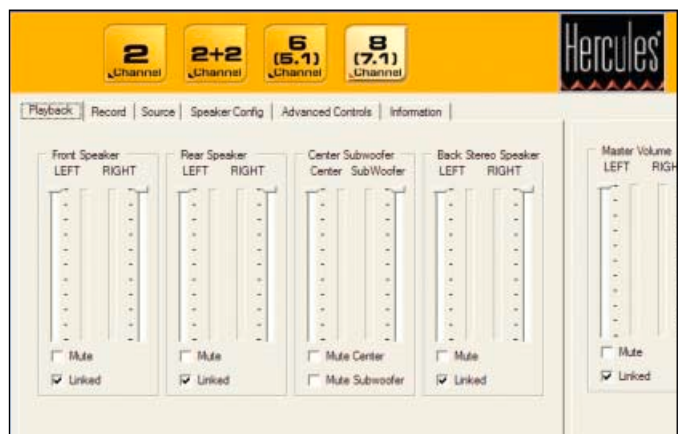 2 Channel
2+2 Channel
6 (5.1) Channel
8 (7.1) Channel
Hercules
Playback Record Source Speaker Config Advanced Controls Information
Front Speaker
LEFT RIGHT
Mute
Linked
Rear Speaker
LEFT RIGHT
Mute
Linked
Center Subwoofer
Center SubWoofer
Mute Center
Mute Subwoofer
Back Stereo Speaker
LEFT RIGHT
Mute
Linked
Master Volume
LEFT RIGH
Mute
Linked